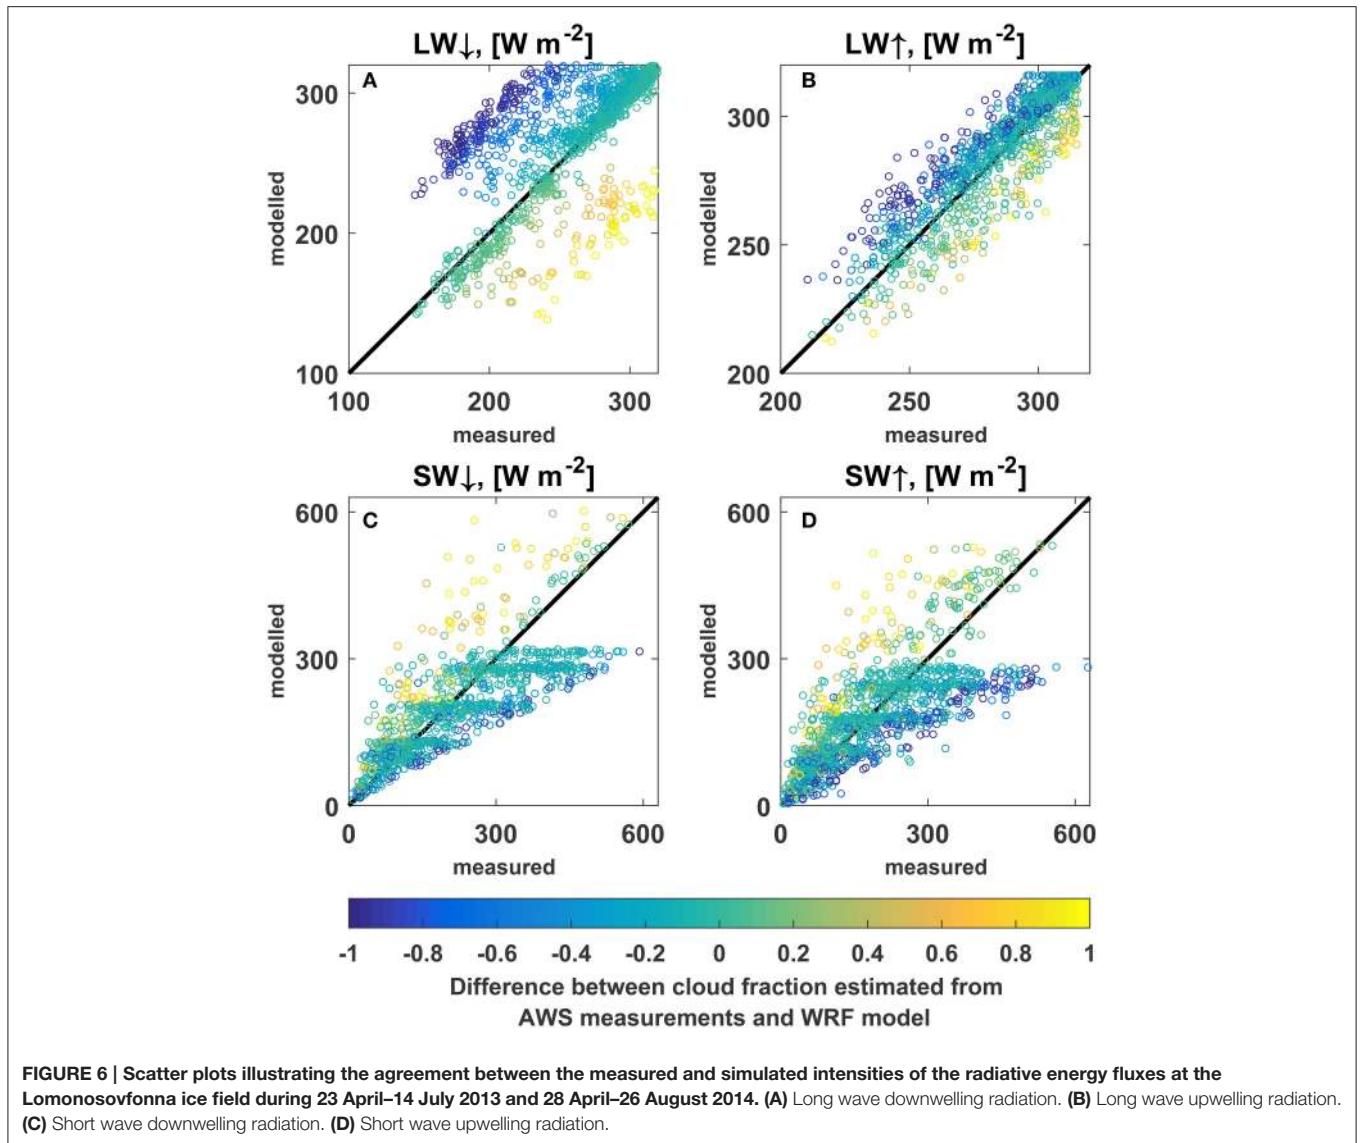 LW↓, [W m-2]
A
300
200
100
modelled
100 200 300
measured
LW↑, [W m-2]
B
300
250
200
modelled
200 250 300
measured
SW↓, [W m-2]
C
600
300
0
modelled
0 300 600
measured
SW↑, [W m-2]
D
600
300
0
modelled
0 300 600
measured
-1 -0.8 -0.6 -0.4 -0.2 0 0.2 0.4 0.6 0.8 1
Difference between cloud fraction estimated from
AWS measurements and WRF model
FIGURE 6 | Scatter plots illustrating the agreement between the measured and simulated intensities of the radiative energy fluxes at the
Lomonosovfonna ice field during 23 April–14 July 2013 and 28 April–26 August 2014. (A) Long wave downwelling radiation. (B) Long wave upwelling radiation.
(C) Short wave downwelling radiation. (D) Short wave upwelling radiation.